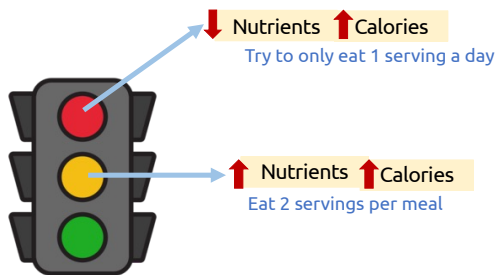 Nutrients Calories
Try to only eat 1 serving a day
Nutrients Calories
Eat 2 servings per meal